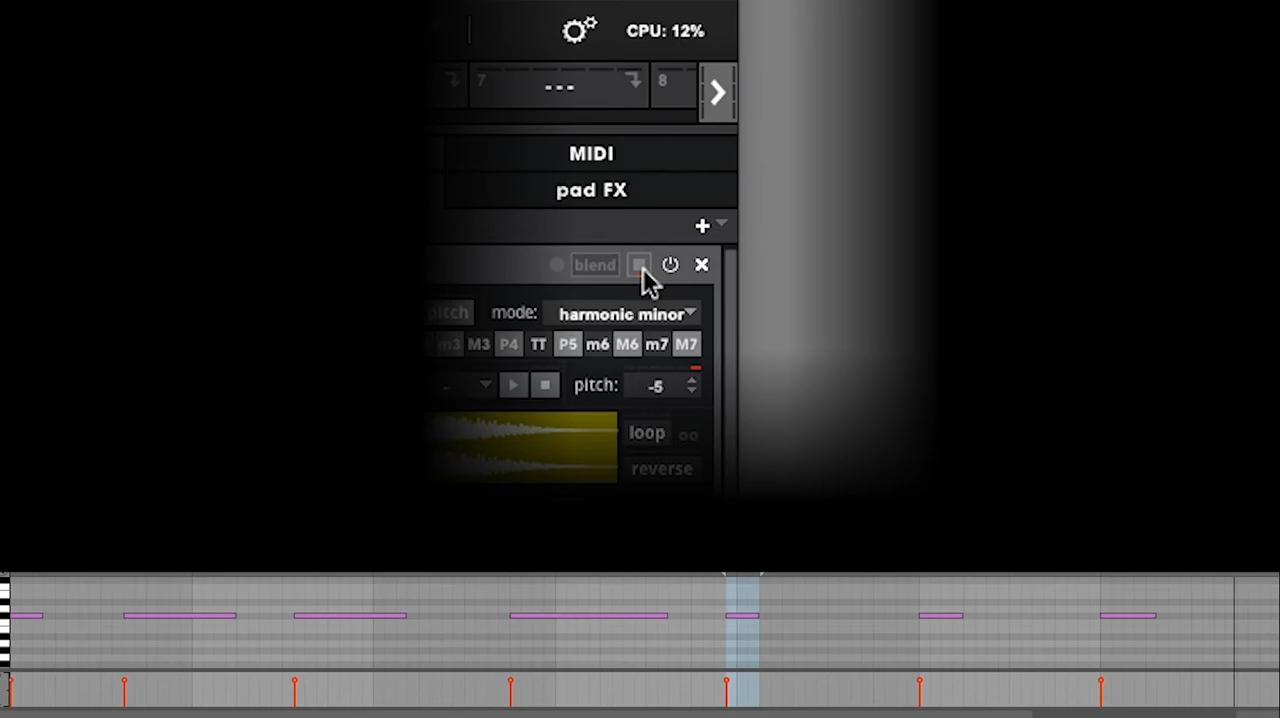 CPU: 12%
7 --- 8
MIDI
pad FX
blend
pitch mode: harmonic minor
m3 M3 P4 TT P5 m6 M6 m7 M7
- pitch: -5
loop
reverse